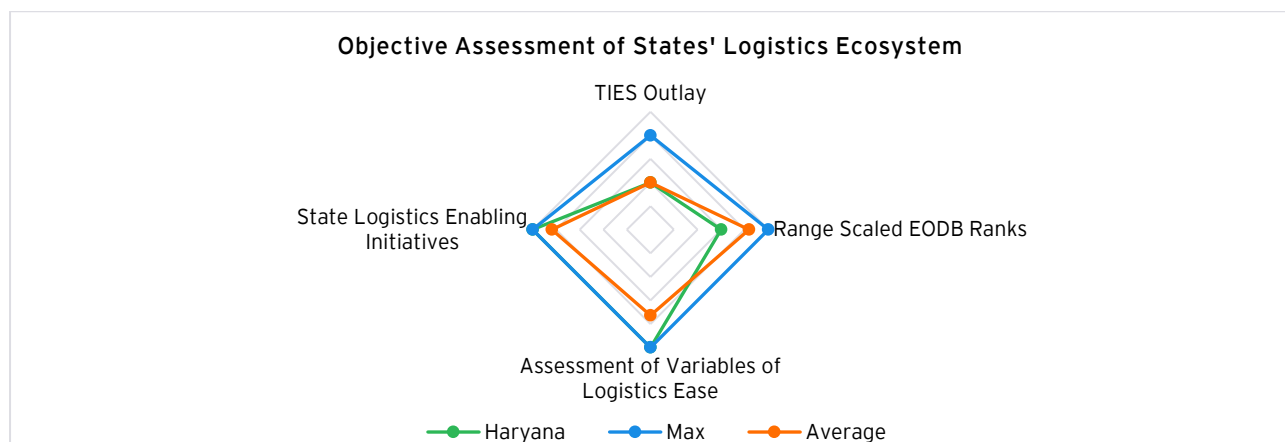 Objective Assessment of States' Logistics Ecosystem
TIES Outlay
State Logistics Enabling
Initiatives
Range Scaled EODB Ranks
Assessment of Variables of
Logistics Ease
Haryana
Max
Average